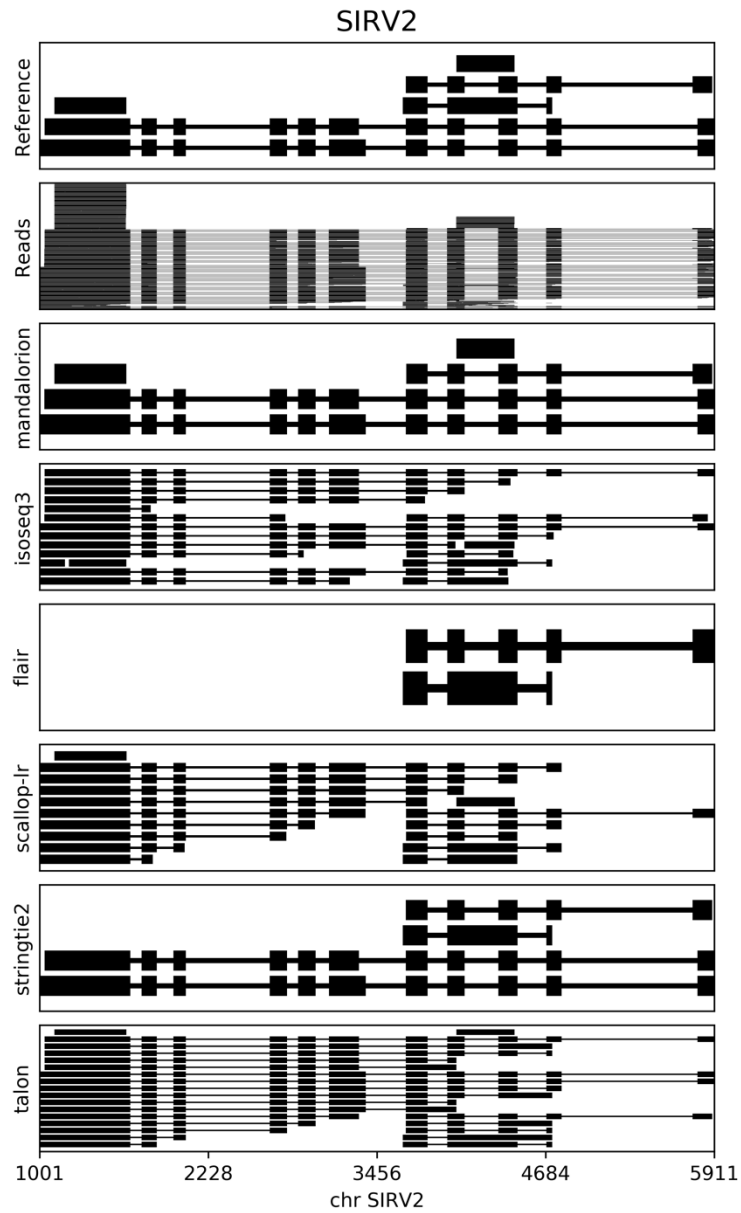 SIRV2
Reference
Reads
mandalorion
isoseq3
flair
scallop-lr
stringtie2
talon
1001 2228 3456 4684 5911
chr SIRV2